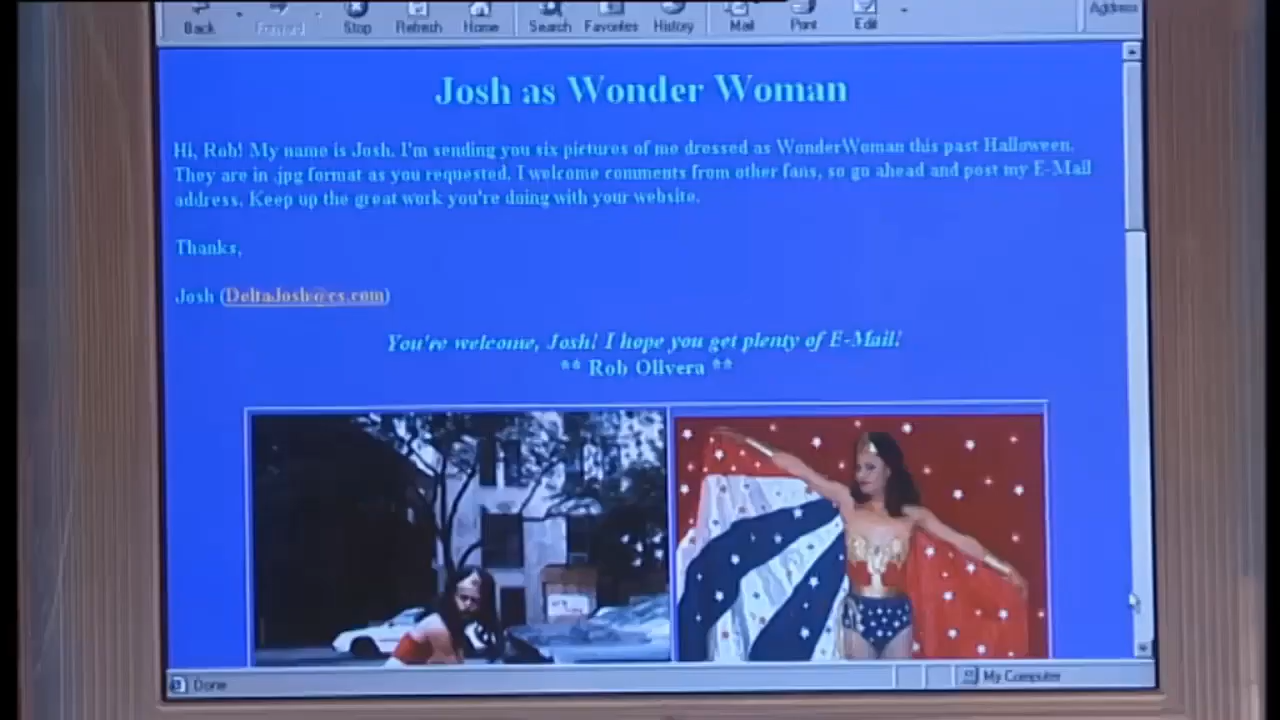 Back Forward Stop Refresh Home Search Favorites History Mail Print Edit Address
Josh as Wonder Woman
Hi, Rob! My name is Josh. I'm sending you six pictures of me dressed as WonderWoman this past Halloween.
They are in .jpg format as you requested. I welcome comments from other fans, so go ahead and post my E-Mail
address. Keep up the great work you're doing with your website.
Thanks,
Josh (DeltaJosh@cs.com)
You're welcome, Josh! I hope you get plenty of E-Mail!
** Rob Olivera **
Done My Computer